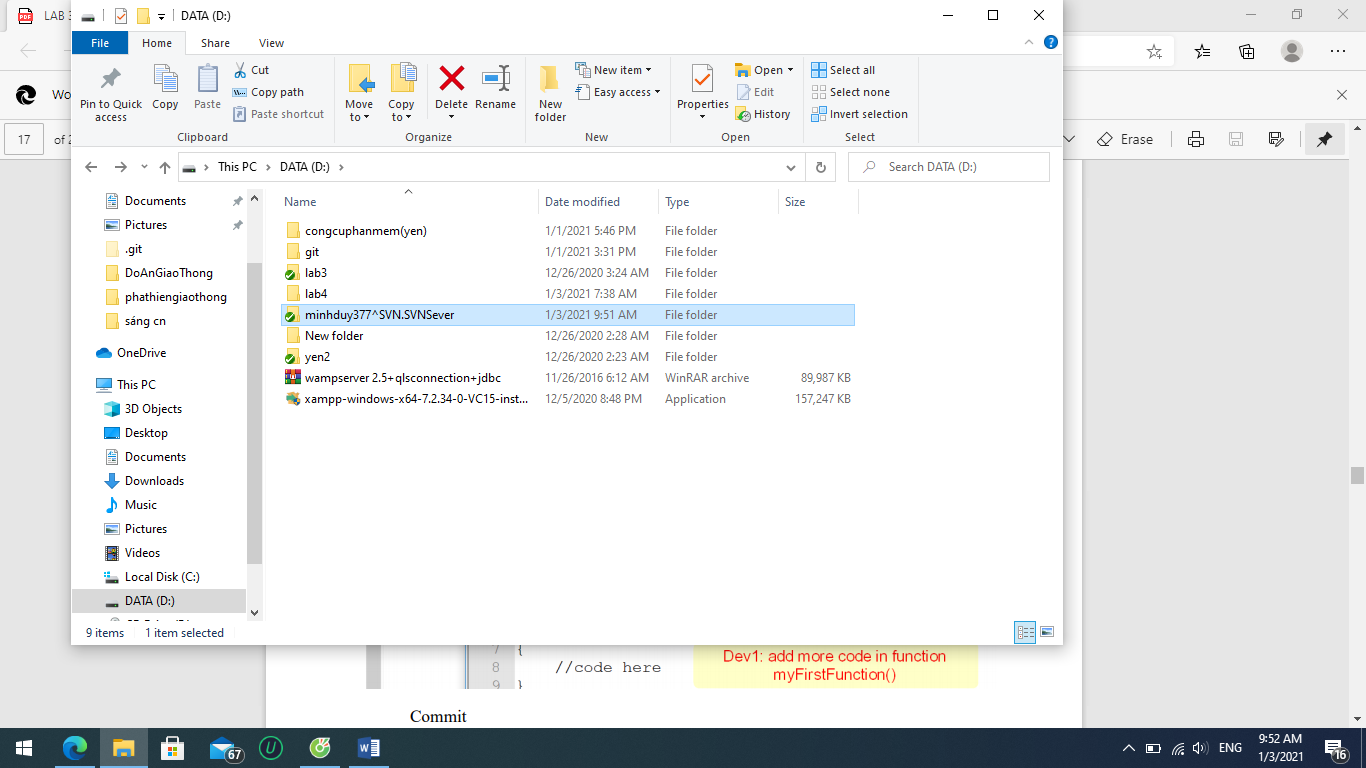 LAB 3
DATA (D:)
File
Home
Share
View
Pin to Quick access
Copy
Paste
Cut
Copy path
Paste shortcut
Clipboard
Move to
Copy to
Delete
Rename
Organize
New folder
New item
Easy access
New
Properties
Open
Edit
History
Open
Select all
Select none
Invert selection
Select
Wo
17
of 2
Erase
This PC
DATA (D:)
Search DATA (D:)
Documents
Pictures
.git
DoAnGiaoThong
phathiengiaothong
sáng cn
OneDrive
This PC
3D Objects
Desktop
Documents
Downloads
Music
Pictures
Videos
Local Disk (C:)
DATA (D:)
Name Date modified Type Size
congcuphanmem(yen) 1/1/2021 5:46 PM File folder
git 1/1/2021 3:31 PM File folder
lab3 12/26/2020 3:24 AM File folder
lab4 1/3/2021 7:38 AM File folder
minhduy377^SVN.SVNSever 1/3/2021 9:51 AM File folder
New folder 12/26/2020 2:28 AM File folder
yen2 12/26/2020 2:23 AM File folder
wampserver 2.5+qlsconnection+jdbc 11/26/2016 6:12 AM WinRAR archive 89,987 KB
xampp-windows-x64-7.2.34-0-VC15-inst... 12/5/2020 8:48 PM Application 157,247 KB
9 items 1 item selected
7 {
8 //code here
9 }
Dev1: add more code in function
myFirstFunction()
Commit
67
ENG
9:52 AM
1/3/2021
16